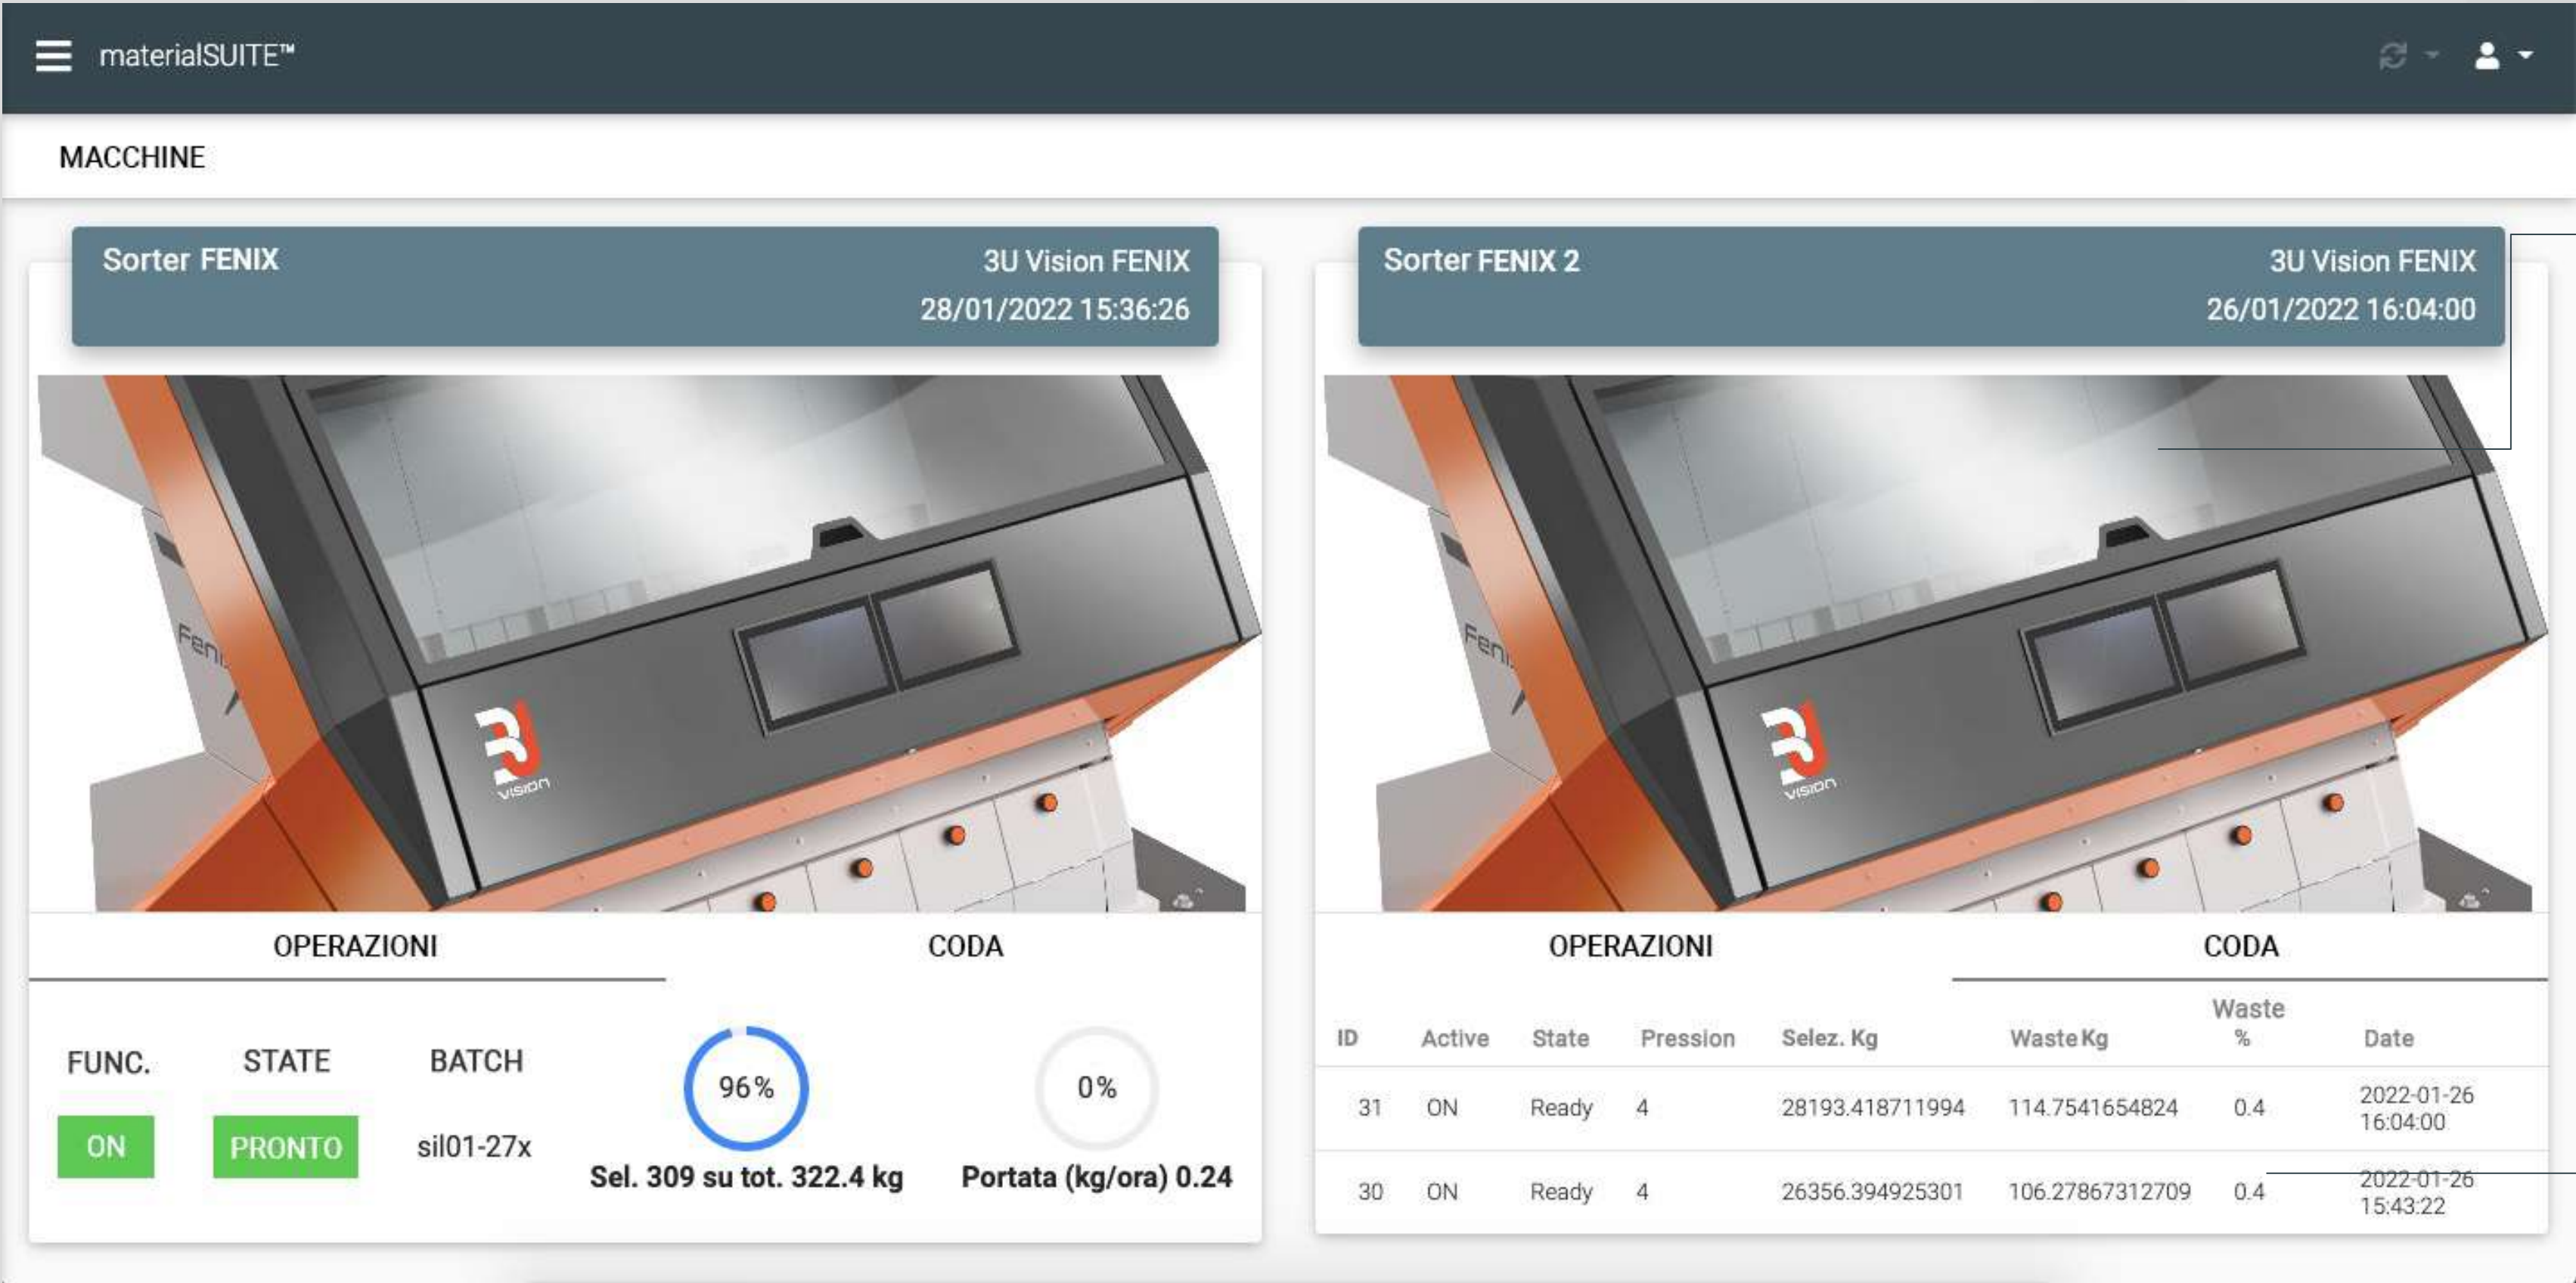 materialSUITE™
MACCHINE
Sorter FENIX
3U Vision FENIX
28/01/2022 15:36:26
VISION
OPERAZIONI CODA
FUNC. STATE BATCH
ON PRONTO sil01-27x
96%
Sel. 309 su tot. 322.4 kg
0%
Portata (kg/ora) 0.24
Sorter FENIX 2
3U Vision FENIX
26/01/2022 16:04:00
VISION
OPERAZIONI CODA
ID Active State Pression Selez. Kg Waste Kg Waste % Date
31 ON Ready 4 28193.418711994 114.7541654824 0.4 2022-01-26 16:04:00
30 ON Ready 4 26356.394925301 106.27867312709 0.4 2022-01-26 15:43:22